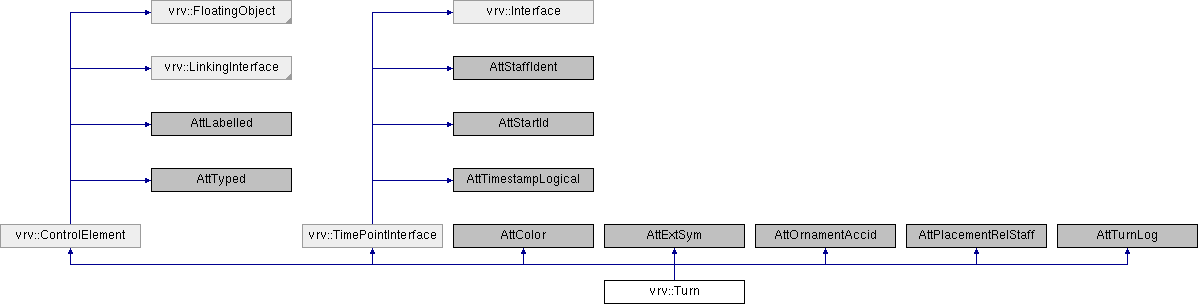 vrv::FloatingObject
vrv::Interface
vrv::LinkingInterface
AttStaffIdent
AttLabelled
AttStartId
AttTyped
AttTimestampLogical
vrv::ControlElement
vrv::TimePointInterface
AttColor
AttExtSym
AttOrnamentAccid
AttPlacementRelStaff
AttTurnLog
vrv::Turn